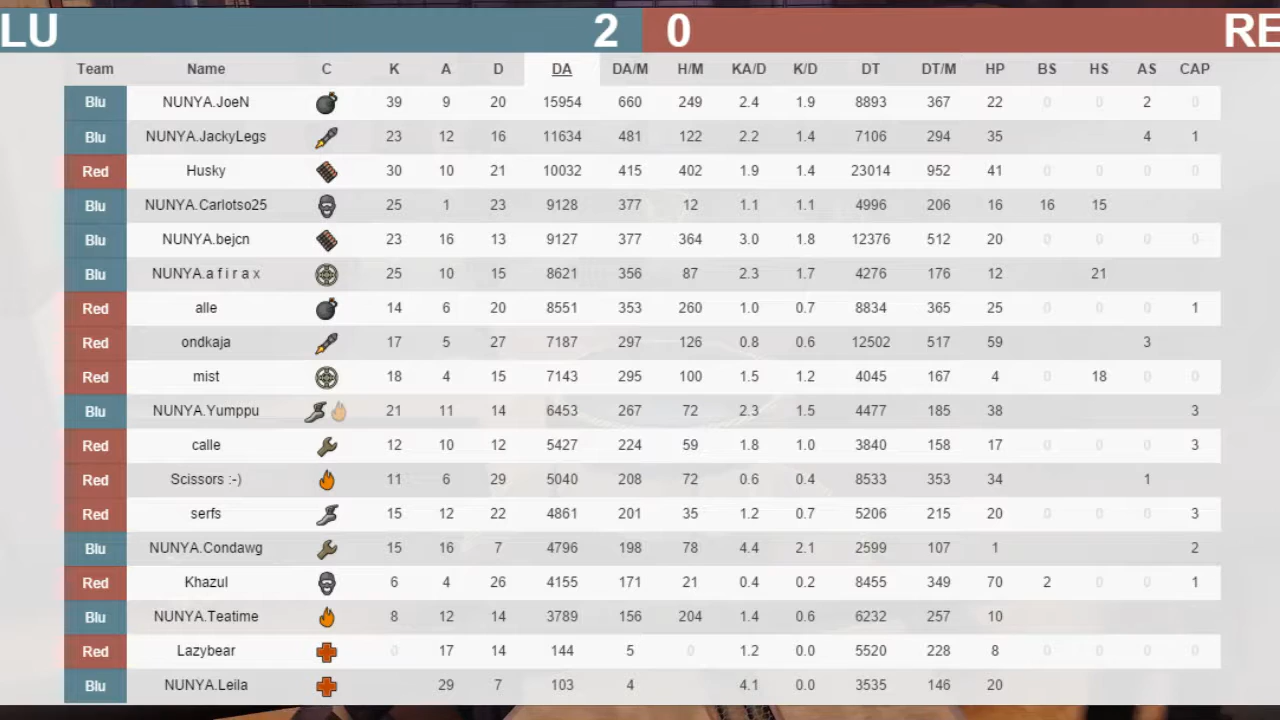 LU 2 0 RE
Team Name C K A D DA DA/M H/M KA/D K/D DT DT/M HP BS HS AS CAP
Blu NUNYA.JoeN 39 9 20 15954 660 249 2.4 1.9 8893 367 22 0 0 2 0
Blu NUNYA.JackyLegs 23 12 16 11634 481 122 2.2 1.4 7106 294 35 4 1
Red Husky 30 10 21 10032 415 402 1.9 1.4 23014 952 41 0 0 0 0
Blu NUNYA.Carlotso25 25 1 23 9128 377 12 1.1 1.1 4996 206 16 16 15
Blu NUNYA.bejcn 23 16 13 9127 377 364 3.0 1.8 12376 512 20 0 0 0 0
Blu NUNYA.a f i r a x 25 10 15 8621 356 87 2.3 1.7 4276 176 12 21
Red alle 14 6 20 8551 353 260 1.0 0.7 8834 365 25 0 0 0 1
Red ondkaja 17 5 27 7187 297 126 0.8 0.6 12502 517 59 3
Red mist 18 4 15 7143 295 100 1.5 1.2 4045 167 4 0 18 0 0
Blu NUNYA.Yumppu 21 11 14 6453 267 72 2.3 1.5 4477 185 38 3
Red calle 12 10 12 5427 224 59 1.8 1.0 3840 158 17 0 0 0 3
Red Scissors :-) 11 6 29 5040 208 72 0.6 0.4 8533 353 34 1
Red serfs 15 12 22 4861 201 35 1.2 0.7 5206 215 20 0 0 0 3
Blu NUNYA.Condawg 15 16 7 4796 198 78 4.4 2.1 2599 107 1 2
Red Khazul 6 4 26 4155 171 21 0.4 0.2 8455 349 70 2 0 0 1
Blu NUNYA.Teatime 8 12 14 3789 156 204 1.4 0.6 6232 257 10
Red Lazybear 0 17 14 144 5 0 1.2 0.0 5520 228 8 0 0 0 0
Blu NUNYA.Leila 29 7 103 4 4.1 0.0 3535 146 20